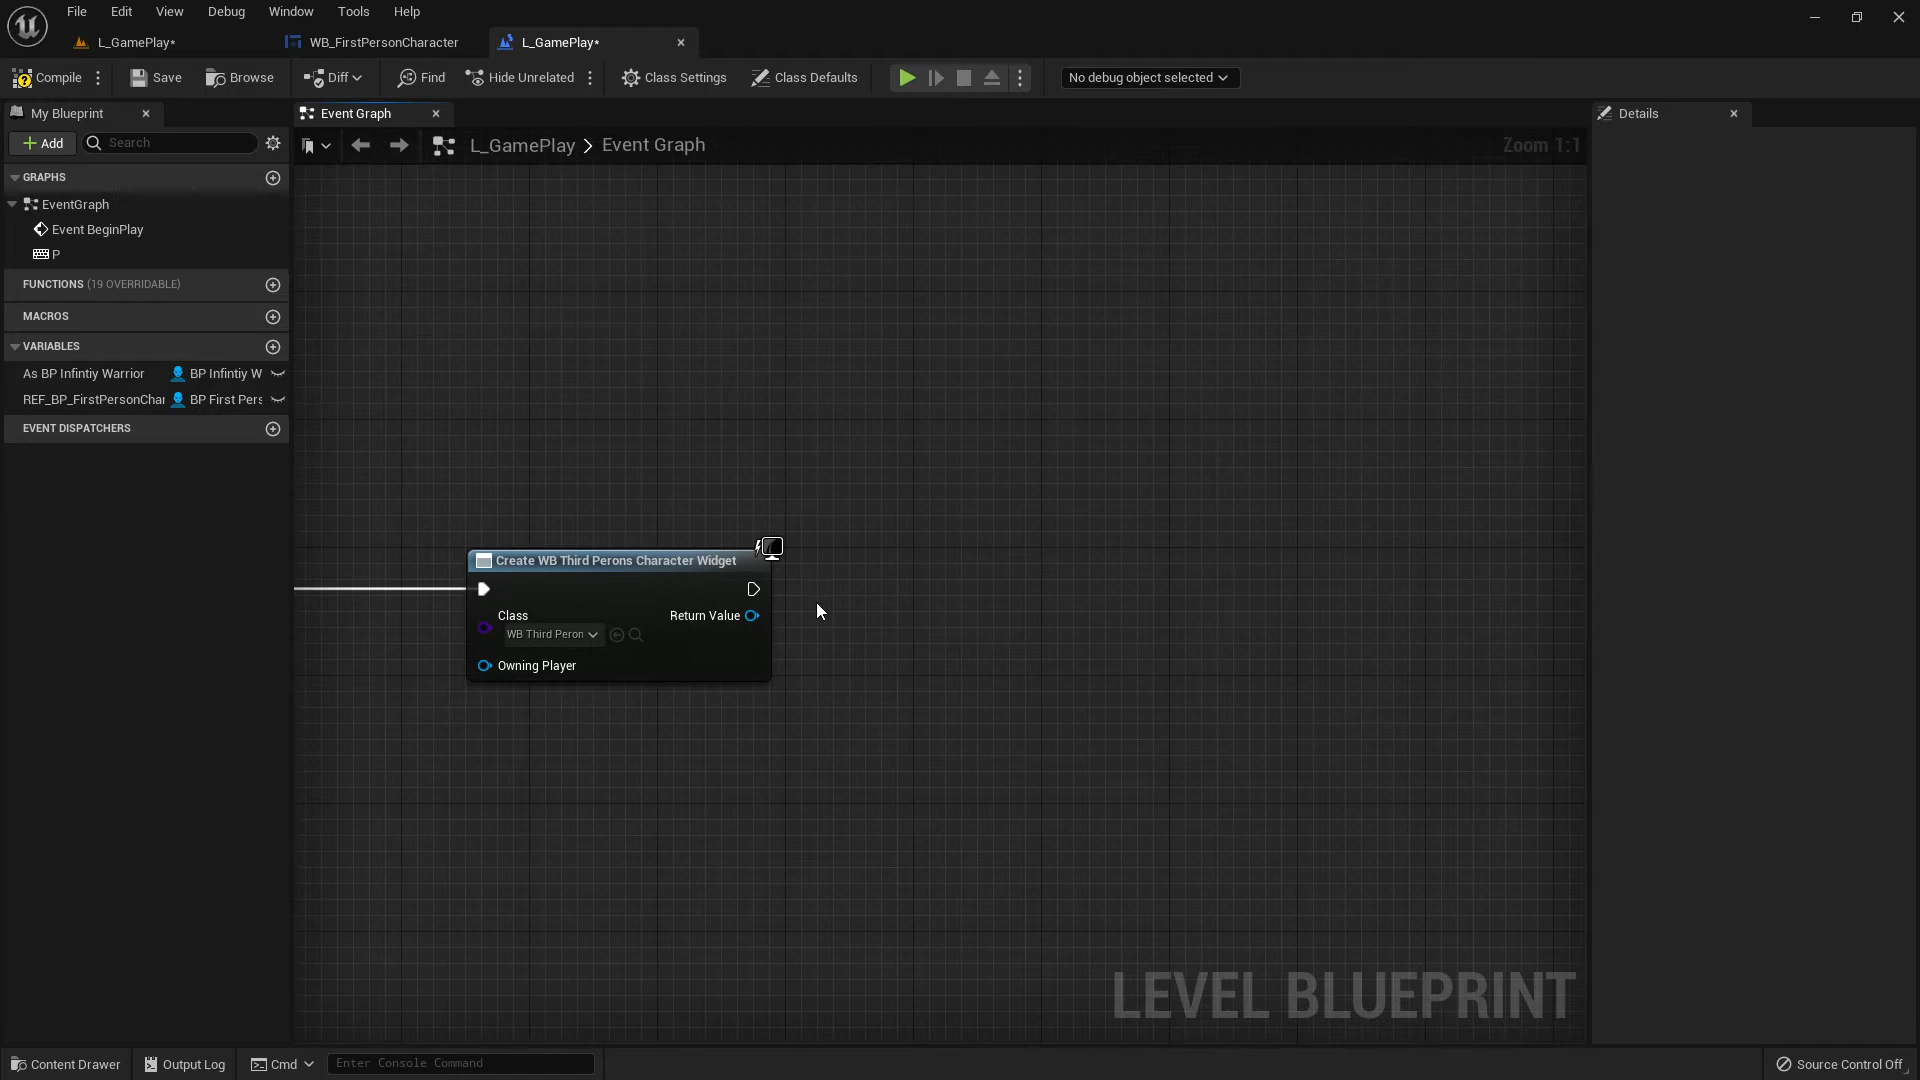 File Edit View Debug Window Tools Help
L_GamePlay* WB_FirstPersonCharacter L_GamePlay*
Compile Save Browse Diff Find Hide Unrelated Class Settings Class Defaults No debug object selected
My Blueprint Event Graph Details
Add Search L_GamePlay > Event Graph Zoom 1:1
GRAPHS
EventGraph
Event BeginPlay
P
FUNCTIONS (19 OVERRIDABLE)
MACROS
VARIABLES
As BP Infintiy Warrior BP Infintiy W
REF_BP_FirstPersonChar BP First Pers
EVENT DISPATCHERS
Create WB Third Perons Character Widget
Class Return Value
WB Third Peron
Owning Player
LEVEL BLUEPRINT
Content Drawer Output Log Cmd Enter Console Command Source Control Off